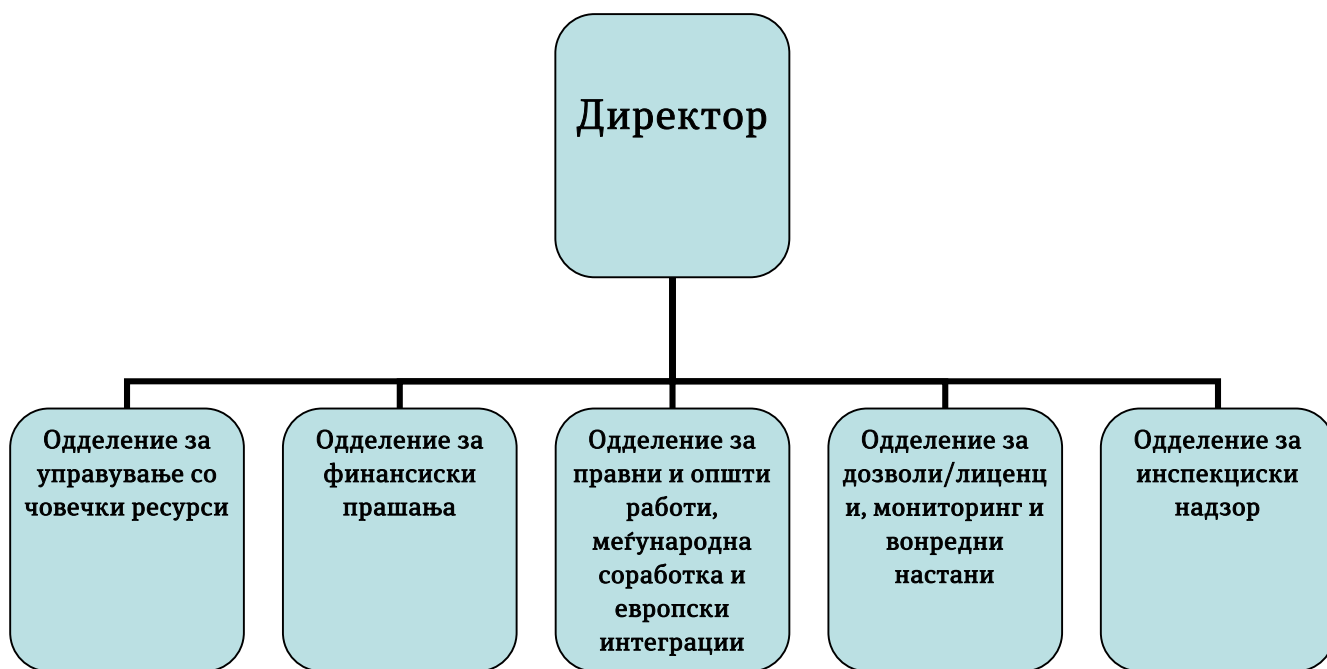 Директор
Одделение за
управување со
човечки ресурси
Одделение за
финансиски
прашања
Одделение за
правни и општи
работи,
меѓународна
соработка и
европски
интеграции
Одделение за
дозволи/лиценц
и, мониторинг и
вонредни
настани
Одделение за
инспекциски
надзор